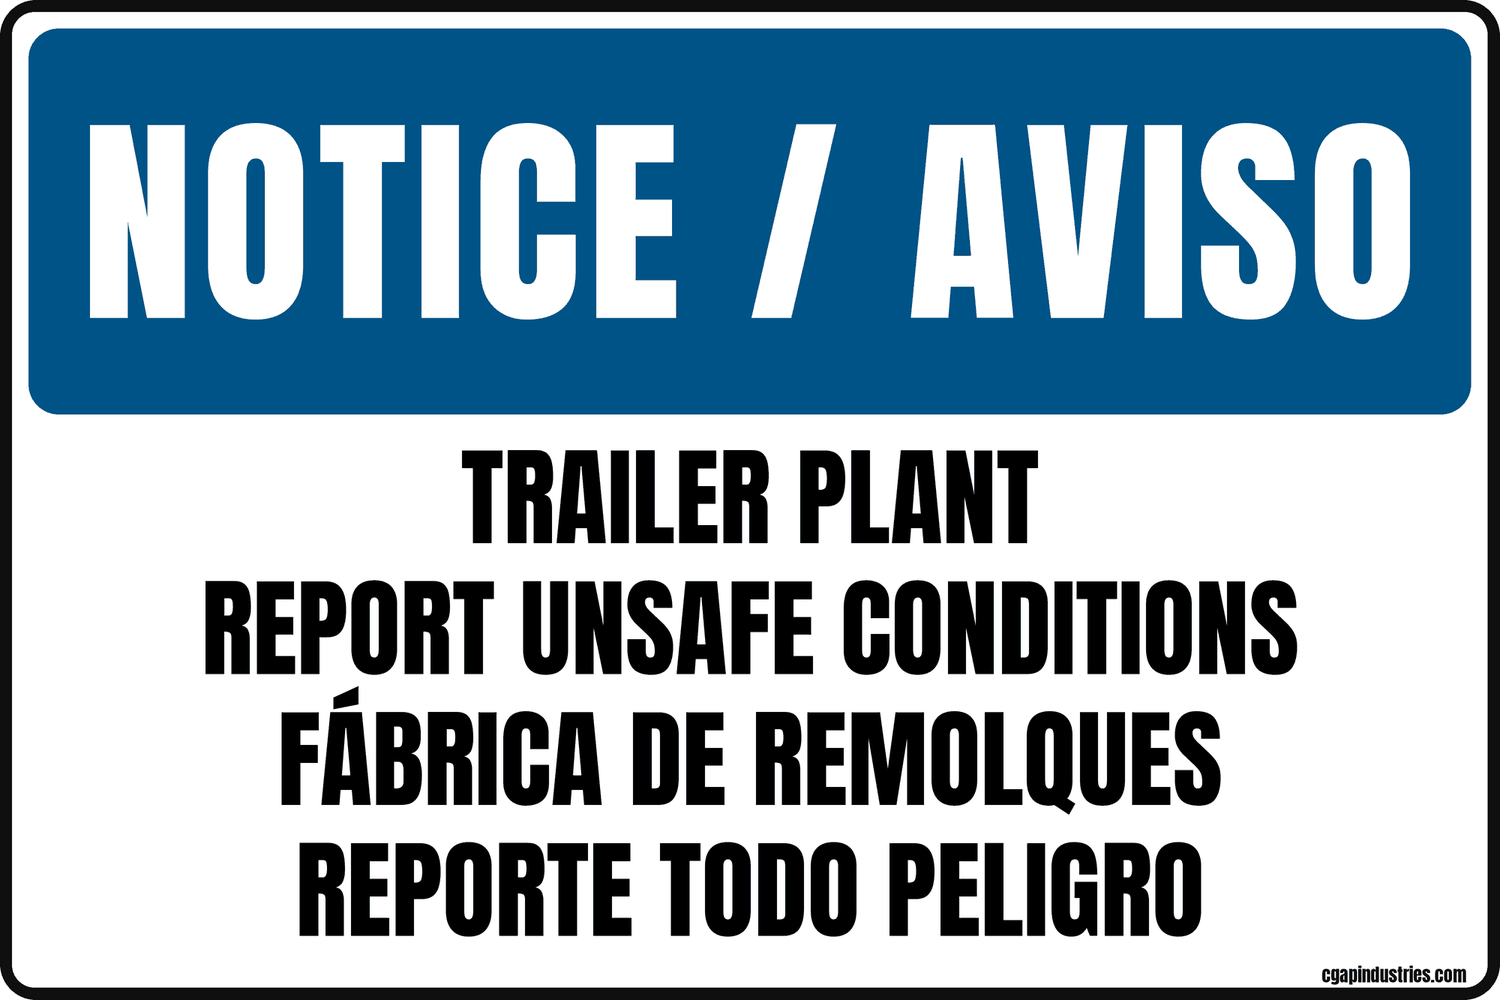 NOTICE / AVISO
TRAILER PLANT
REPORT UNSAFE CONDITIONS
FÁBRICA DE REMOLQUES
REPORTE TODO PELIGRO
cgapindustries.com